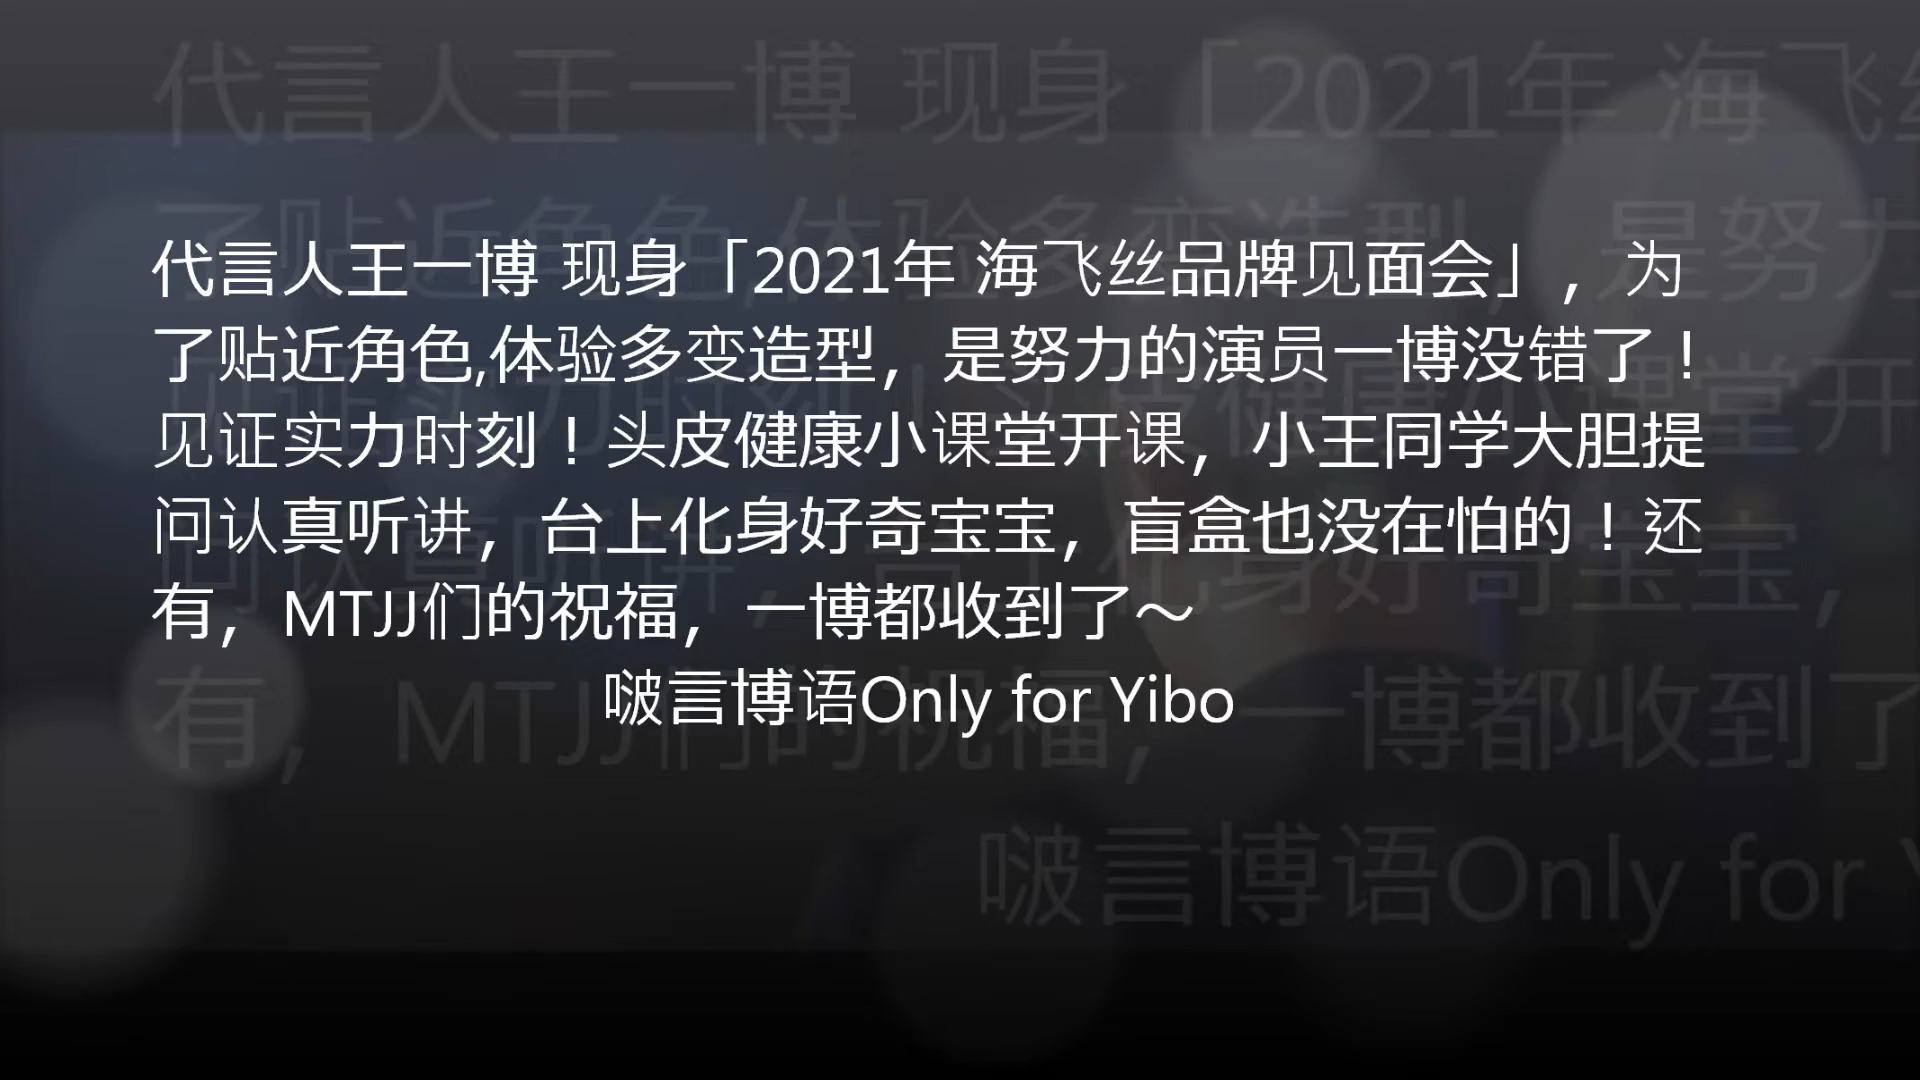 代言人王一博 现身「2021年 海飞丝品牌见面会」，为
了贴近角色,体验多变造型，是努力的演员一博没错了！
见证实力时刻！头皮健康小课堂开课，小王同学大胆提
问认真听讲，台上化身好奇宝宝，盲盒也没在怕的！还
有，MTJJ们的祝福，一博都收到了～
啵言博语Only for Yibo